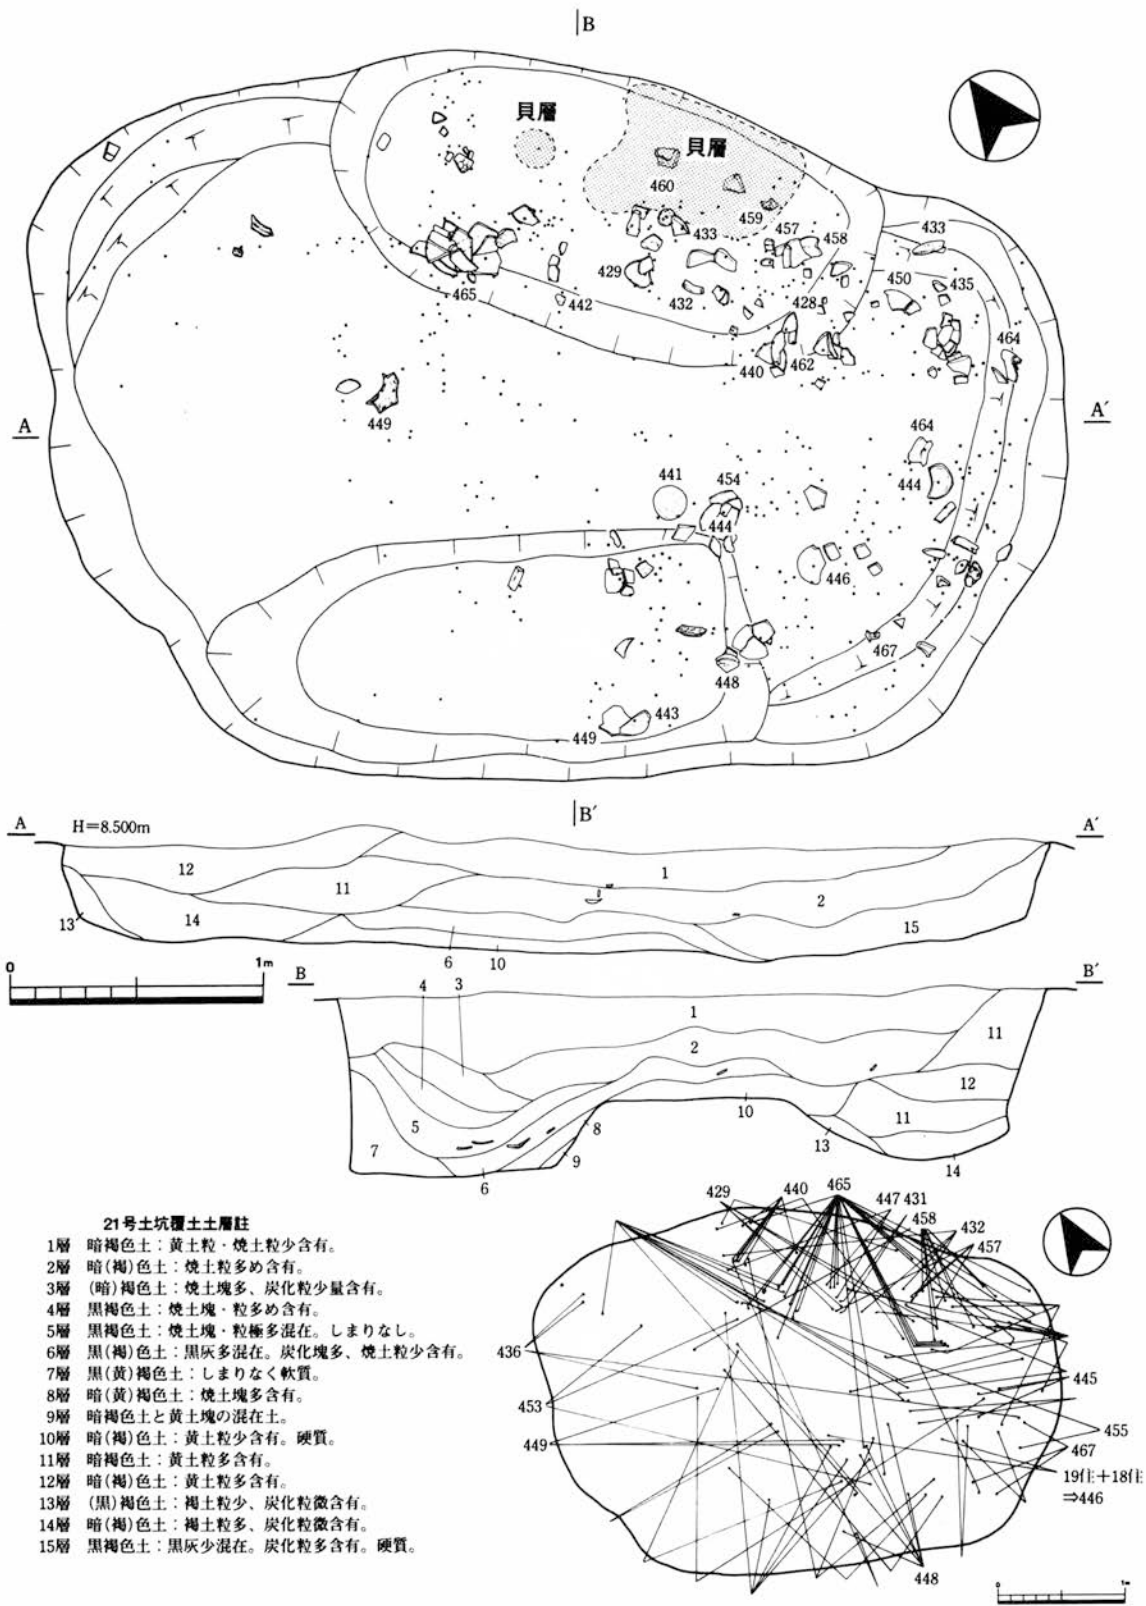 B
貝層
貝層
460
459
433
457
458
433
429
450
435
465
442
432
428
464
440
462
449
A
A´
464
441
454
444
444
446
467
448
443
449
B´
A
H=8.500m
A´
12
1
11
2
13
14
15
6
10
0
1m
B
B´
4
3
1
11
2
12
10
5
11
8
7
13
9
14
6
21号土坑覆土土層註
1層 暗褐色土：黄土粒・焼土粒少含有。
2層 暗(褐)色土：焼土粒多め含有。
3層 (暗)褐色土：焼土塊多、炭化粒少量含有。
4層 黒褐色土：焼土塊・粒多め含有。
5層 黒褐色土：焼土塊・粒極多混在。しまりなし。
6層 黒(褐)色土：黒灰多混在。炭化塊多、焼土粒少含有。
7層 黒(黄)褐色土：しまりなく軟質。
8層 暗(黄)褐色土：焼土塊多含有。
9層 暗褐色土と黄土塊の混在土。
10層 暗(褐)色土：黄土粒少含有。硬質。
11層 暗褐色土：黄土粒多含有。
12層 暗(褐)色土：黄土粒多含有。
13層 (黒)褐色土：褐土粒少、炭化粒微含有。
14層 暗(褐)色土：褐土粒多、炭化粒微含有。
15層 黒褐色土：黒灰少混在。炭化粒多含有。硬質。
429
440
465
447 431
458
432
457
436
445
453
455
449
467
19住＋18住
⇒446
448
0
1m